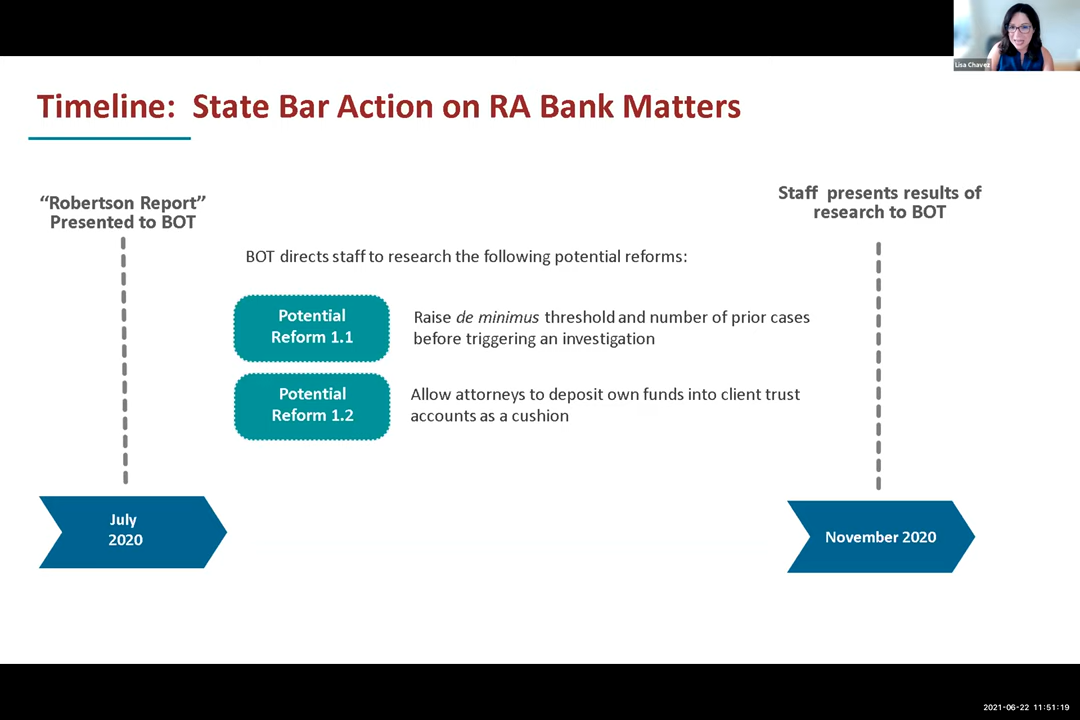 Lisa Chavez
Timeline: State Bar Action on RA Bank Matters
“Robertson Report”
Presented to BOT
Staff presents results of
research to BOT
BOT directs staff to research the following potential reforms:
Potential
Reform 1.1
Raise de minimus threshold and number of prior cases
before triggering an investigation
Potential
Reform 1.2
Allow attorneys to deposit own funds into client trust
accounts as a cushion
July
2020
November 2020
2021-06-22 11:51:19